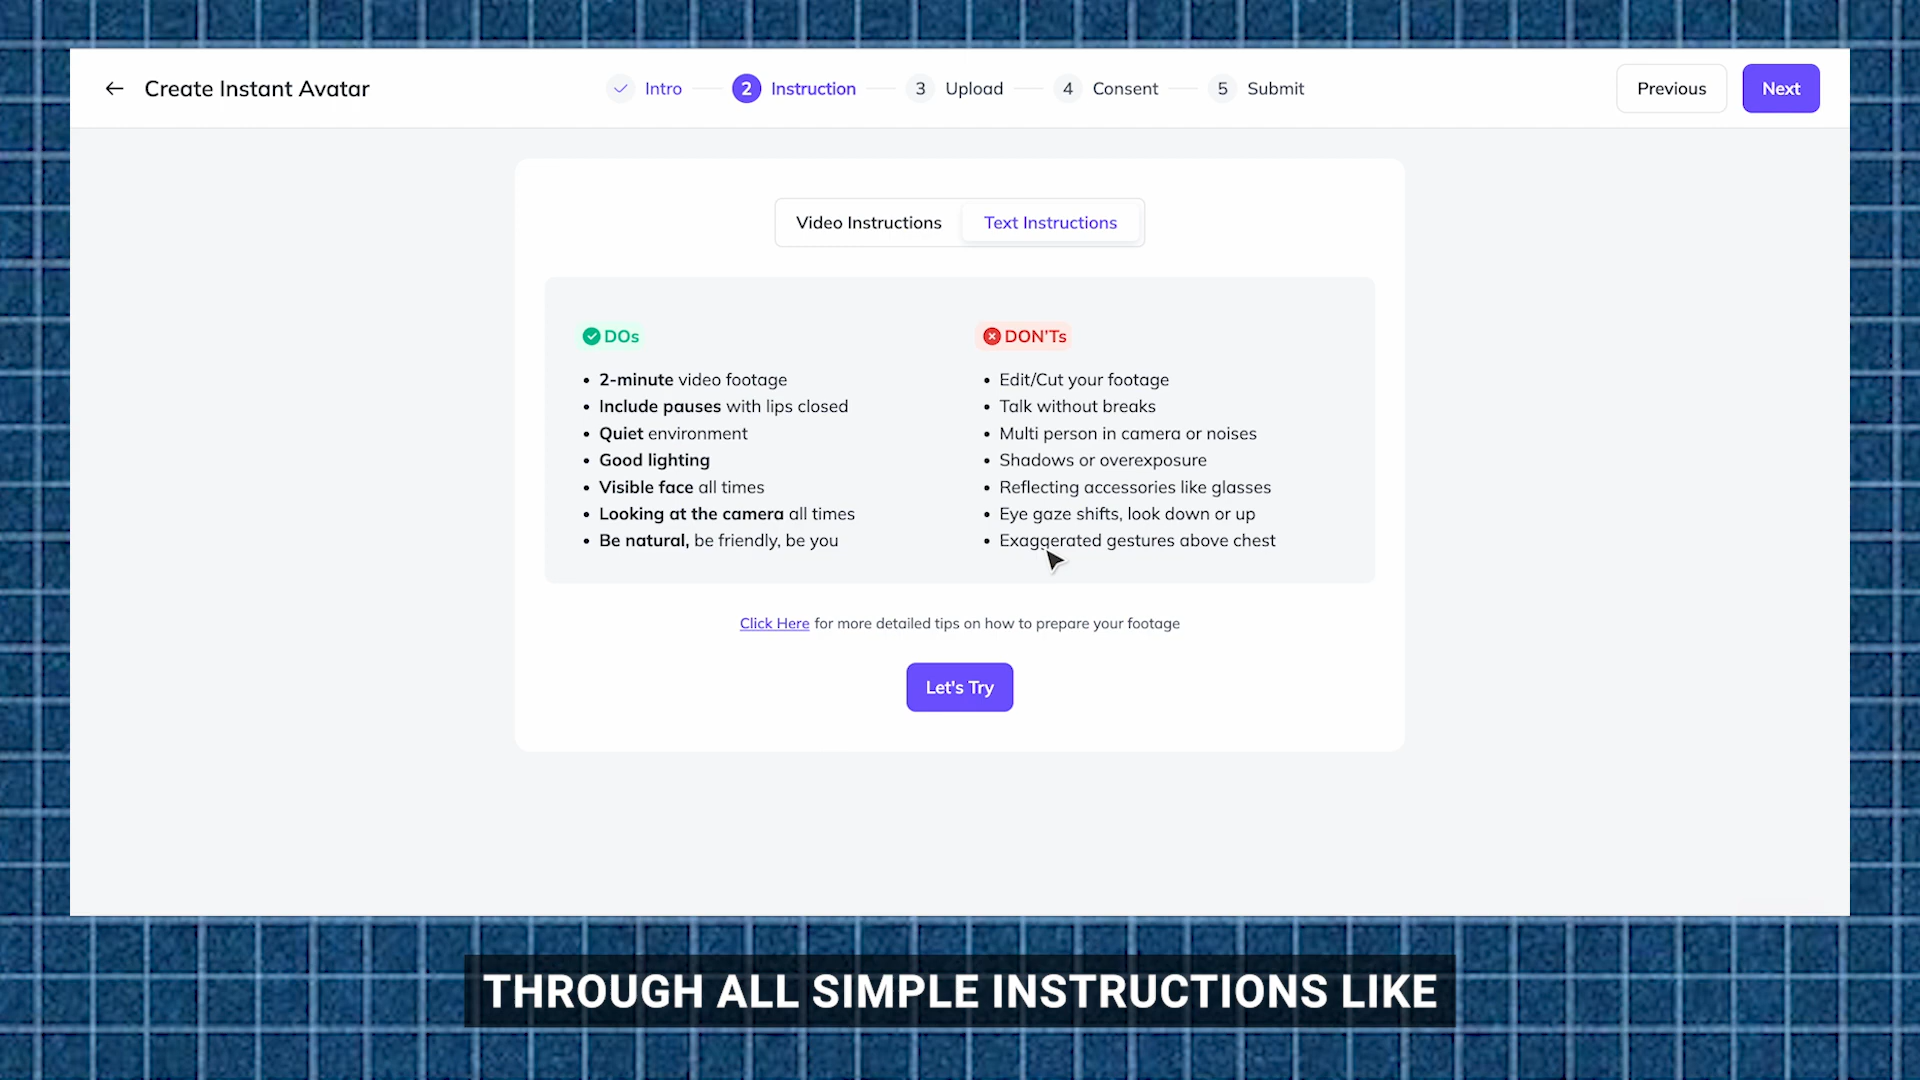 Create Instant Avatar
Intro
2 Instruction
3 Upload
4 Consent
5 Submit
Previous
Next
Video Instructions
Text Instructions
DOs
2-minute video footage
Include pauses with lips closed
Quiet environment
Good lighting
Visible face all times
Looking at the camera all times
Be natural, be friendly, be you
DON'Ts
Edit/Cut your footage
Talk without breaks
Multi person in camera or noises
Shadows or overexposure
Reflecting accessories like glasses
Eye gaze shifts, look down or up
Exaggerated gestures above chest
Click Here for more detailed tips on how to prepare your footage
Let's Try
THROUGH ALL SIMPLE INSTRUCTIONS LIKE